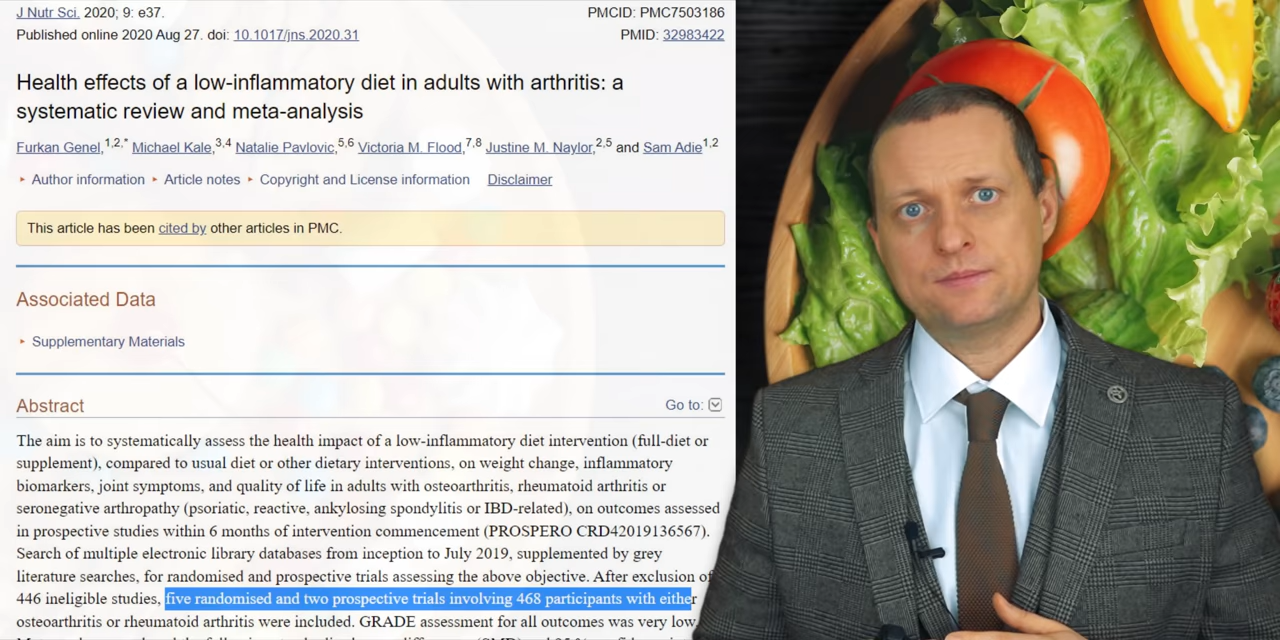 J Nutr Sci. 2020; 9: e37.
PMCID: PMC7503186
Published online 2020 Aug 27. doi: 10.1017/jns.2020.31
PMID: 32983422
Health effects of a low-inflammatory diet in adults with arthritis: a
systematic review and meta-analysis
Furkan Genel,1,2,* Michael Kale,3,4 Natalie Pavlovic,5,6 Victoria M. Flood,7,8 Justine M. Naylor,2,5 and Sam Adie1,2
▸ Author information ▸ Article notes ▸ Copyright and License information Disclaimer
This article has been cited by other articles in PMC.
Associated Data
▸ Supplementary Materials
Abstract
Go to:
The aim is to systematically assess the health impact of a low-inflammatory diet intervention (full-diet or
supplement), compared to usual diet or other dietary interventions, on weight change, inflammatory
biomarkers, joint symptoms, and quality of life in adults with osteoarthritis, rheumatoid arthritis or
seronegative arthropathy (psoriatic, reactive, ankylosing spondylitis or IBD-related), on outcomes assessed
in prospective studies within 6 months of intervention commencement (PROSPERO CRD42019136567).
Search of multiple electronic library databases from inception to July 2019, supplemented by grey
literature searches, for randomised and prospective trials assessing the above objective. After exclusion of
446 ineligible studies, five randomised and two prospective trials involving 468 participants with either
osteoarthritis or rheumatoid arthritis were included. GRADE assessment for all outcomes was very low.